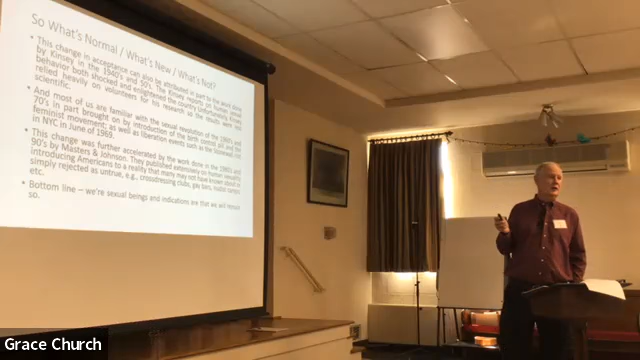 So What's Normal / What's New / What's Not?
• This change in acceptance can also be attributed in part to the work done
by Kinsey in the 1940's and 50's. The Kinsey reports on human sexual
behavior both shocked and enlightened the country. Unfortunately, Kinsey
relied heavily on volunteers for his research so the results were not
scientific.
• And most of us are familiar with the sexual revolution of the 1960's and
70's in part brought on by introduction of the birth control pill and the
feminist movement; as well as liberation events such as the Stonewall riot
in NYC in June of 1969.
• This change was further accelerated by the work done in the 1980's and
90's by Masters & Johnson. They published extensively on human sexuality
introducing Americans to a reality that many may not have known about or
simply rejected as untrue, e.g., crossdressing clubs, gay bars,
etc.
• Bottom line – we're sexual beings and indications are that we will remain
so.
Grace Church